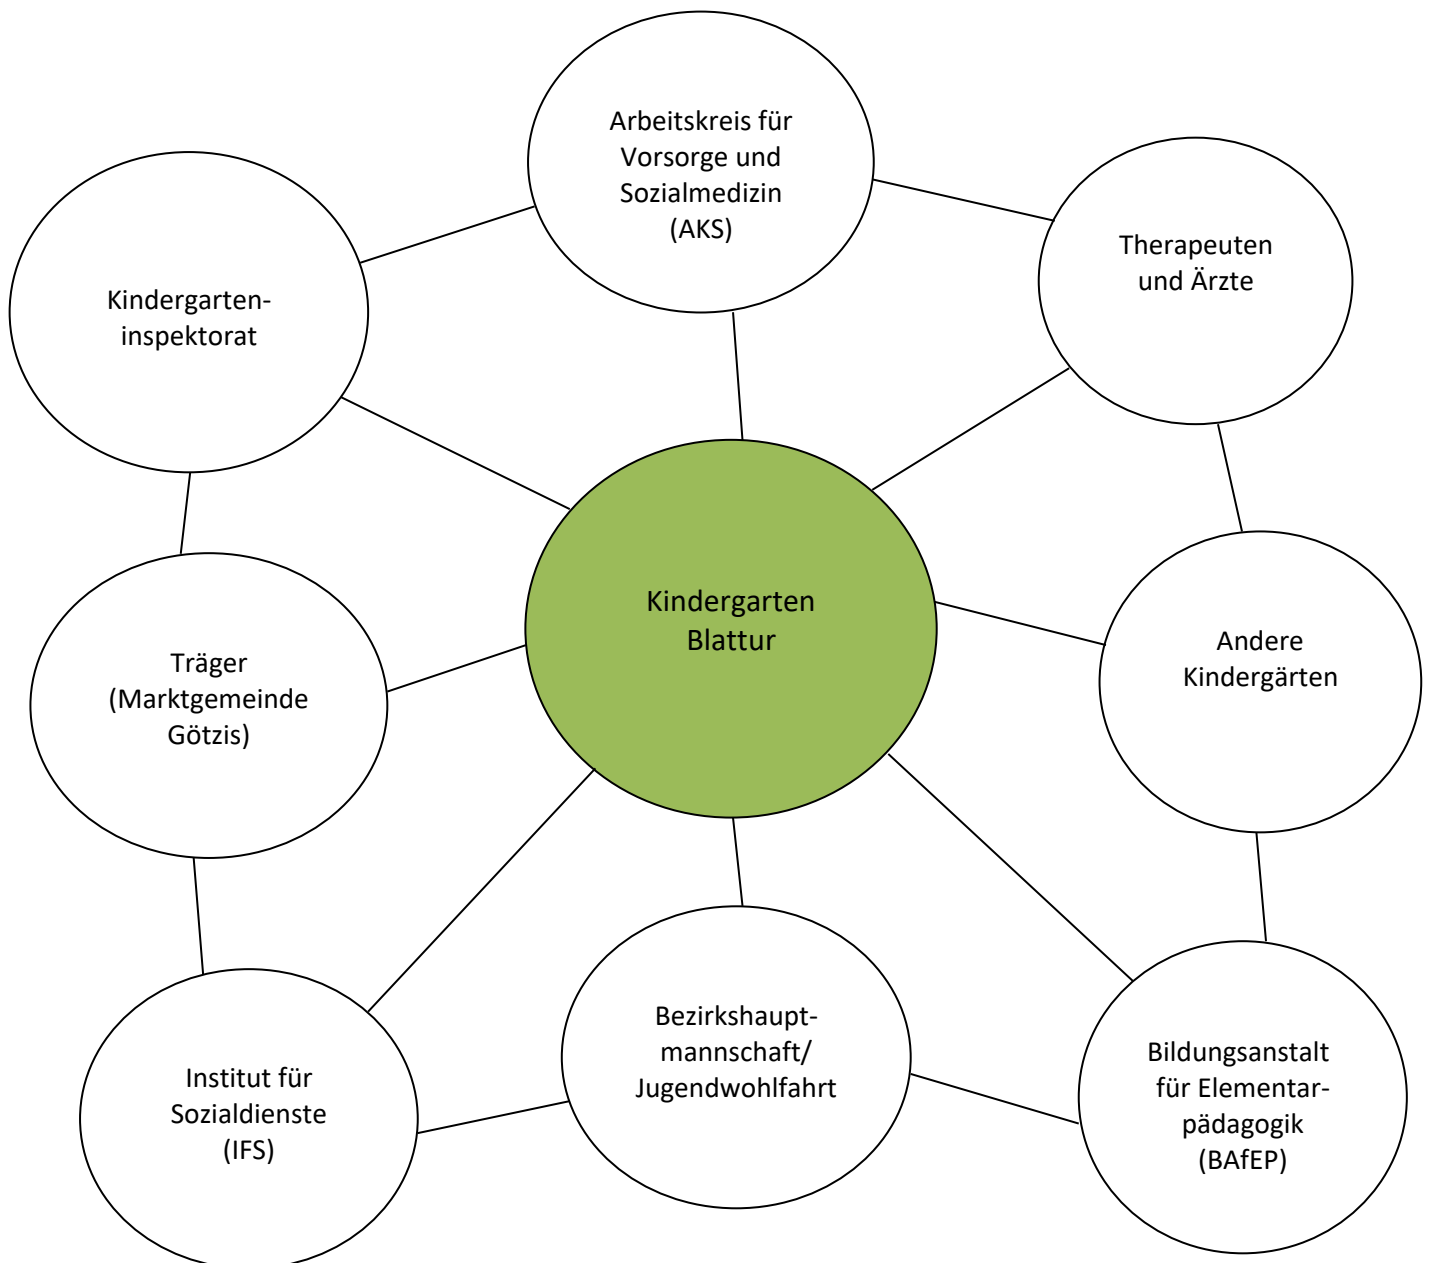 Arbeitskreis für
Vorsorge und
Sozialmedizin
(AKS)
Therapeuten
und Ärzte
Kindergarten-
inspektorat
Kindergarten
Blattur
Andere
Kindergärten
Träger
(Marktgemeinde
Götzis)
Bezirkshaupt-
mannschaft/
Jugendwohlfahrt
Bildungsanstalt
für Elementar-
pädagogik
(BAfEP)
Institut für
Sozialdienste
(IFS)